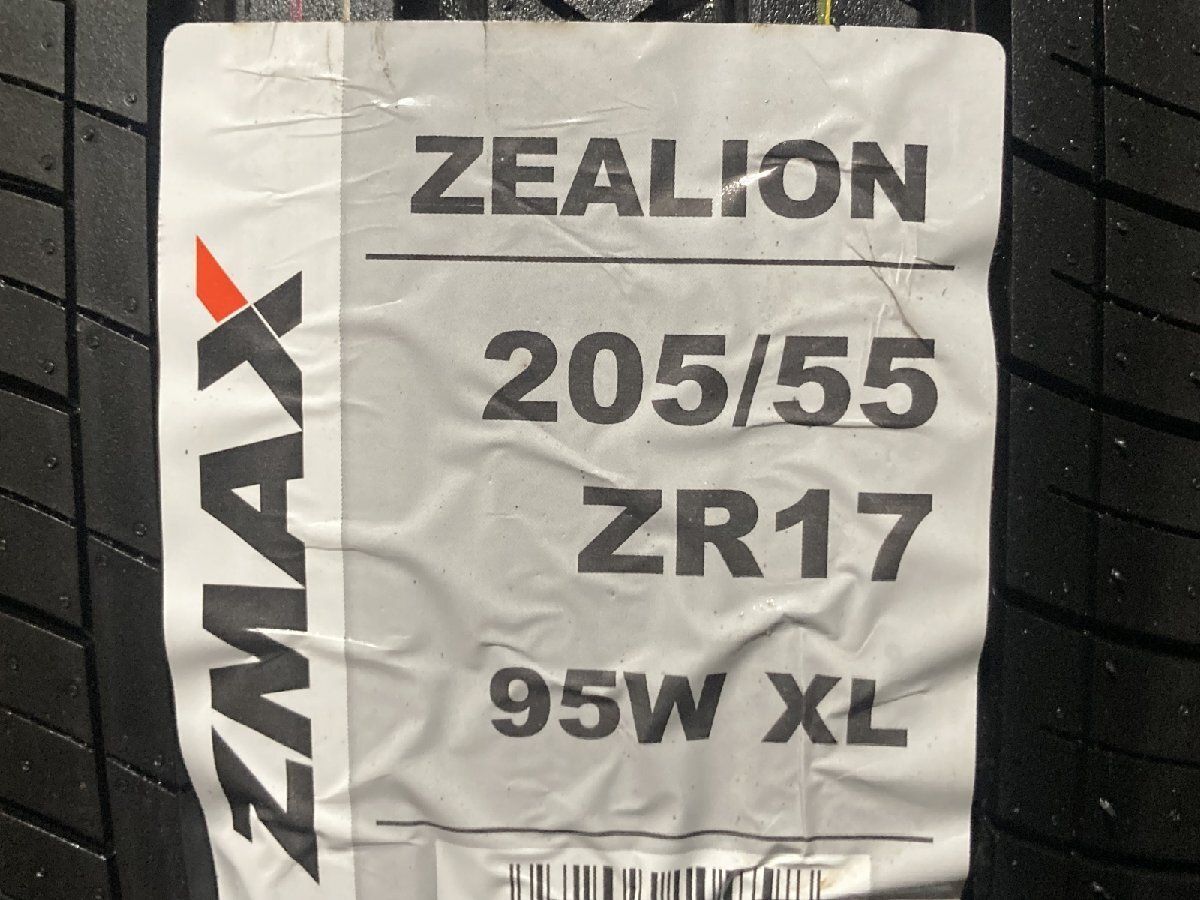 ZMAX
ZEALION
205/55
ZR17
95W XL